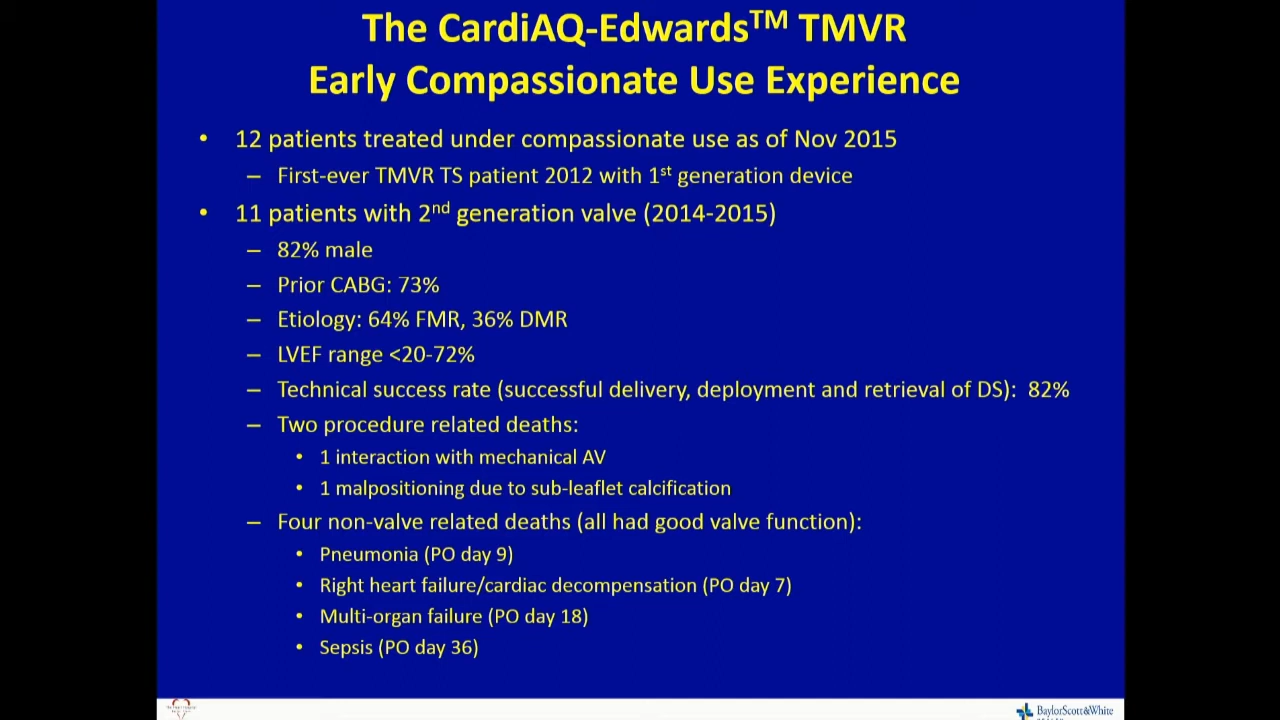 The CardiAQ-Edwards™ TMVR
Early Compassionate Use Experience
• 12 patients treated under compassionate use as of Nov 2015
– First-ever TMVR TS patient 2012 with 1st generation device
• 11 patients with 2nd generation valve (2014-2015)
– 82% male
– Prior CABG: 73%
– Etiology: 64% FMR, 36% DMR
– LVEF range <20-72%
– Technical success rate (successful delivery, deployment and retrieval of DS): 82%
– Two procedure related deaths:
• 1 interaction with mechanical AV
• 1 malpositioning due to sub-leaflet calcification
– Four non-valve related deaths (all had good valve function):
• Pneumonia (PO day 9)
• Right heart failure/cardiac decompensation (PO day 7)
• Multi-organ failure (PO day 18)
• Sepsis (PO day 36)
BaylorScott&White